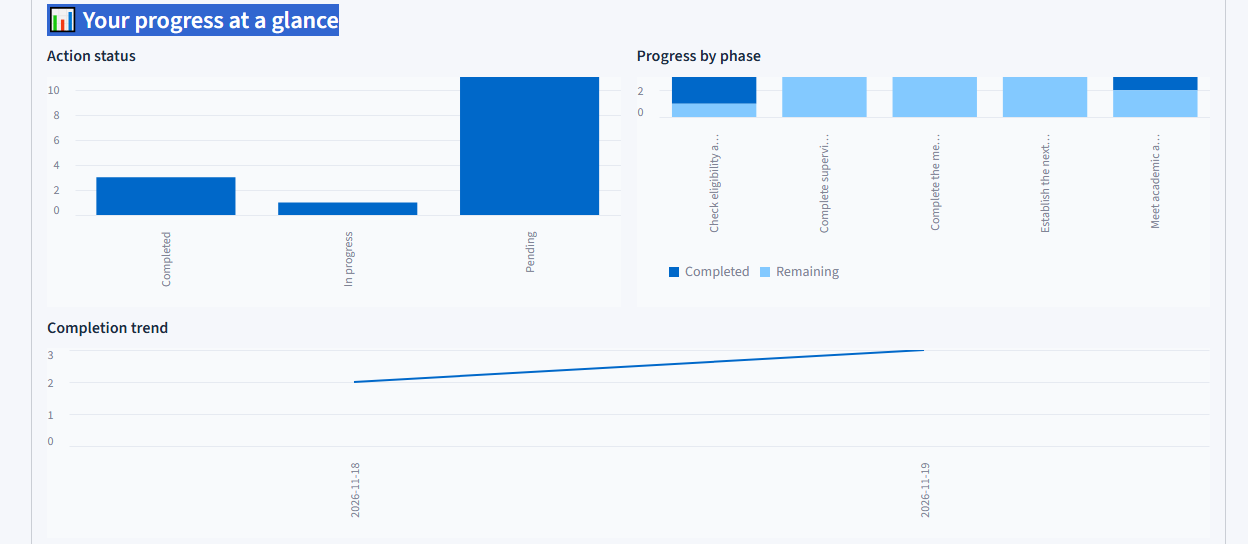 📊 Your progress at a glance
Action status
10
8
6
4
2
0
Completed
In progress
Pending
Progress by phase
2
0
Check eligibility a…
Complete supervi…
Complete the me…
Establish the next…
Meet academic a…
Completed
Remaining
Completion trend
3
2
1
0
2026-11-18
2026-11-19